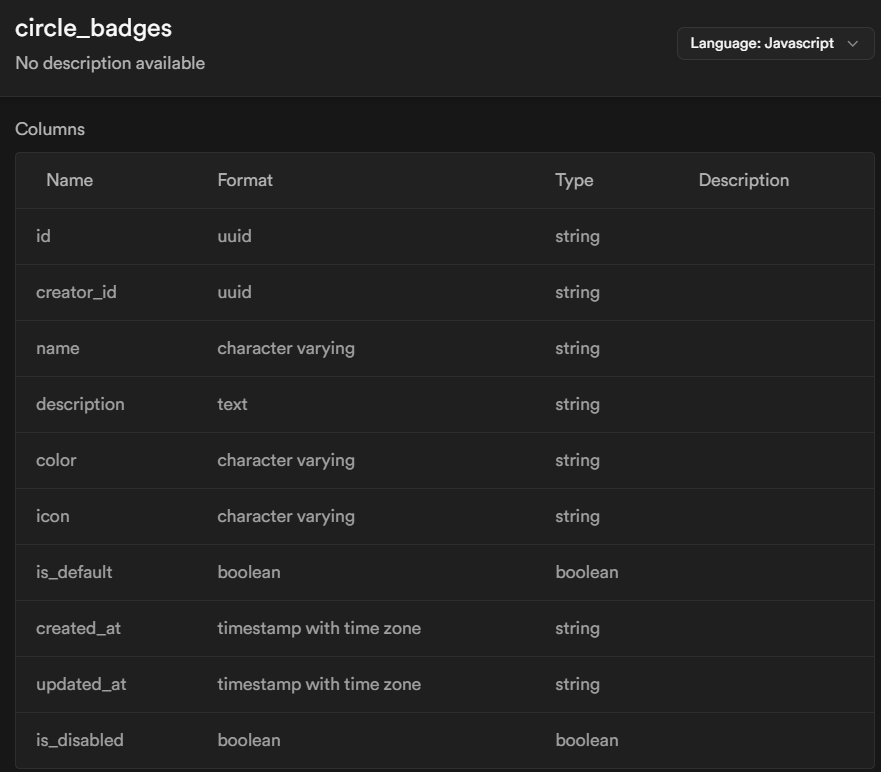 circle_badges
No description available
Language: Javascript
Columns
Name Format Type Description
id uuid string
creator_id uuid string
name character varying string
description text string
color character varying string
icon character varying string
is_default boolean boolean
created_at timestamp with time zone string
updated_at timestamp with time zone string
is_disabled boolean boolean